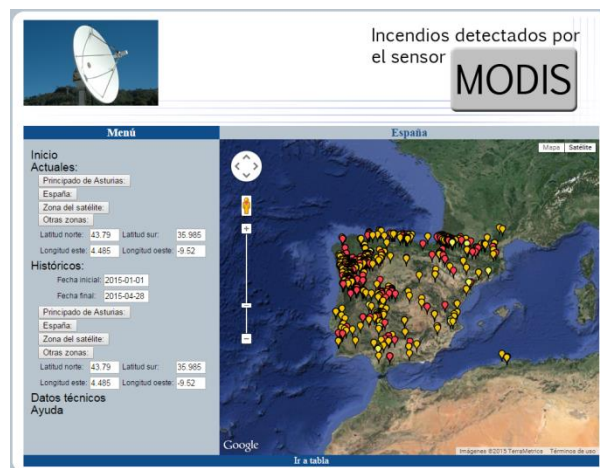 Incendios detectados por
el sensor
MODIS
Menú
España
Inicio
Actuales:
Principado de Asturias:
España:
Zona del satélite:
Otras zonas:
Latitud norte: 43.79 Latitud sur: 35.985
Longitud este: 4.485 Longitud oeste: -9.52
Históricos:
Fecha inicial: 2015-01-01
Fecha final: 2015-04-28
Principado de Asturias:
España:
Zona del satélite:
Otras zonas:
Latitud norte: 43.79 Latitud sur: 35.985
Longitud este: 4.485 Longitud oeste: -9.52
Datos técnicos
Ayuda
Mapa Satélite
Google
Imágenes ©2015 TerraMetrics Términos de uso
Ir a tabla